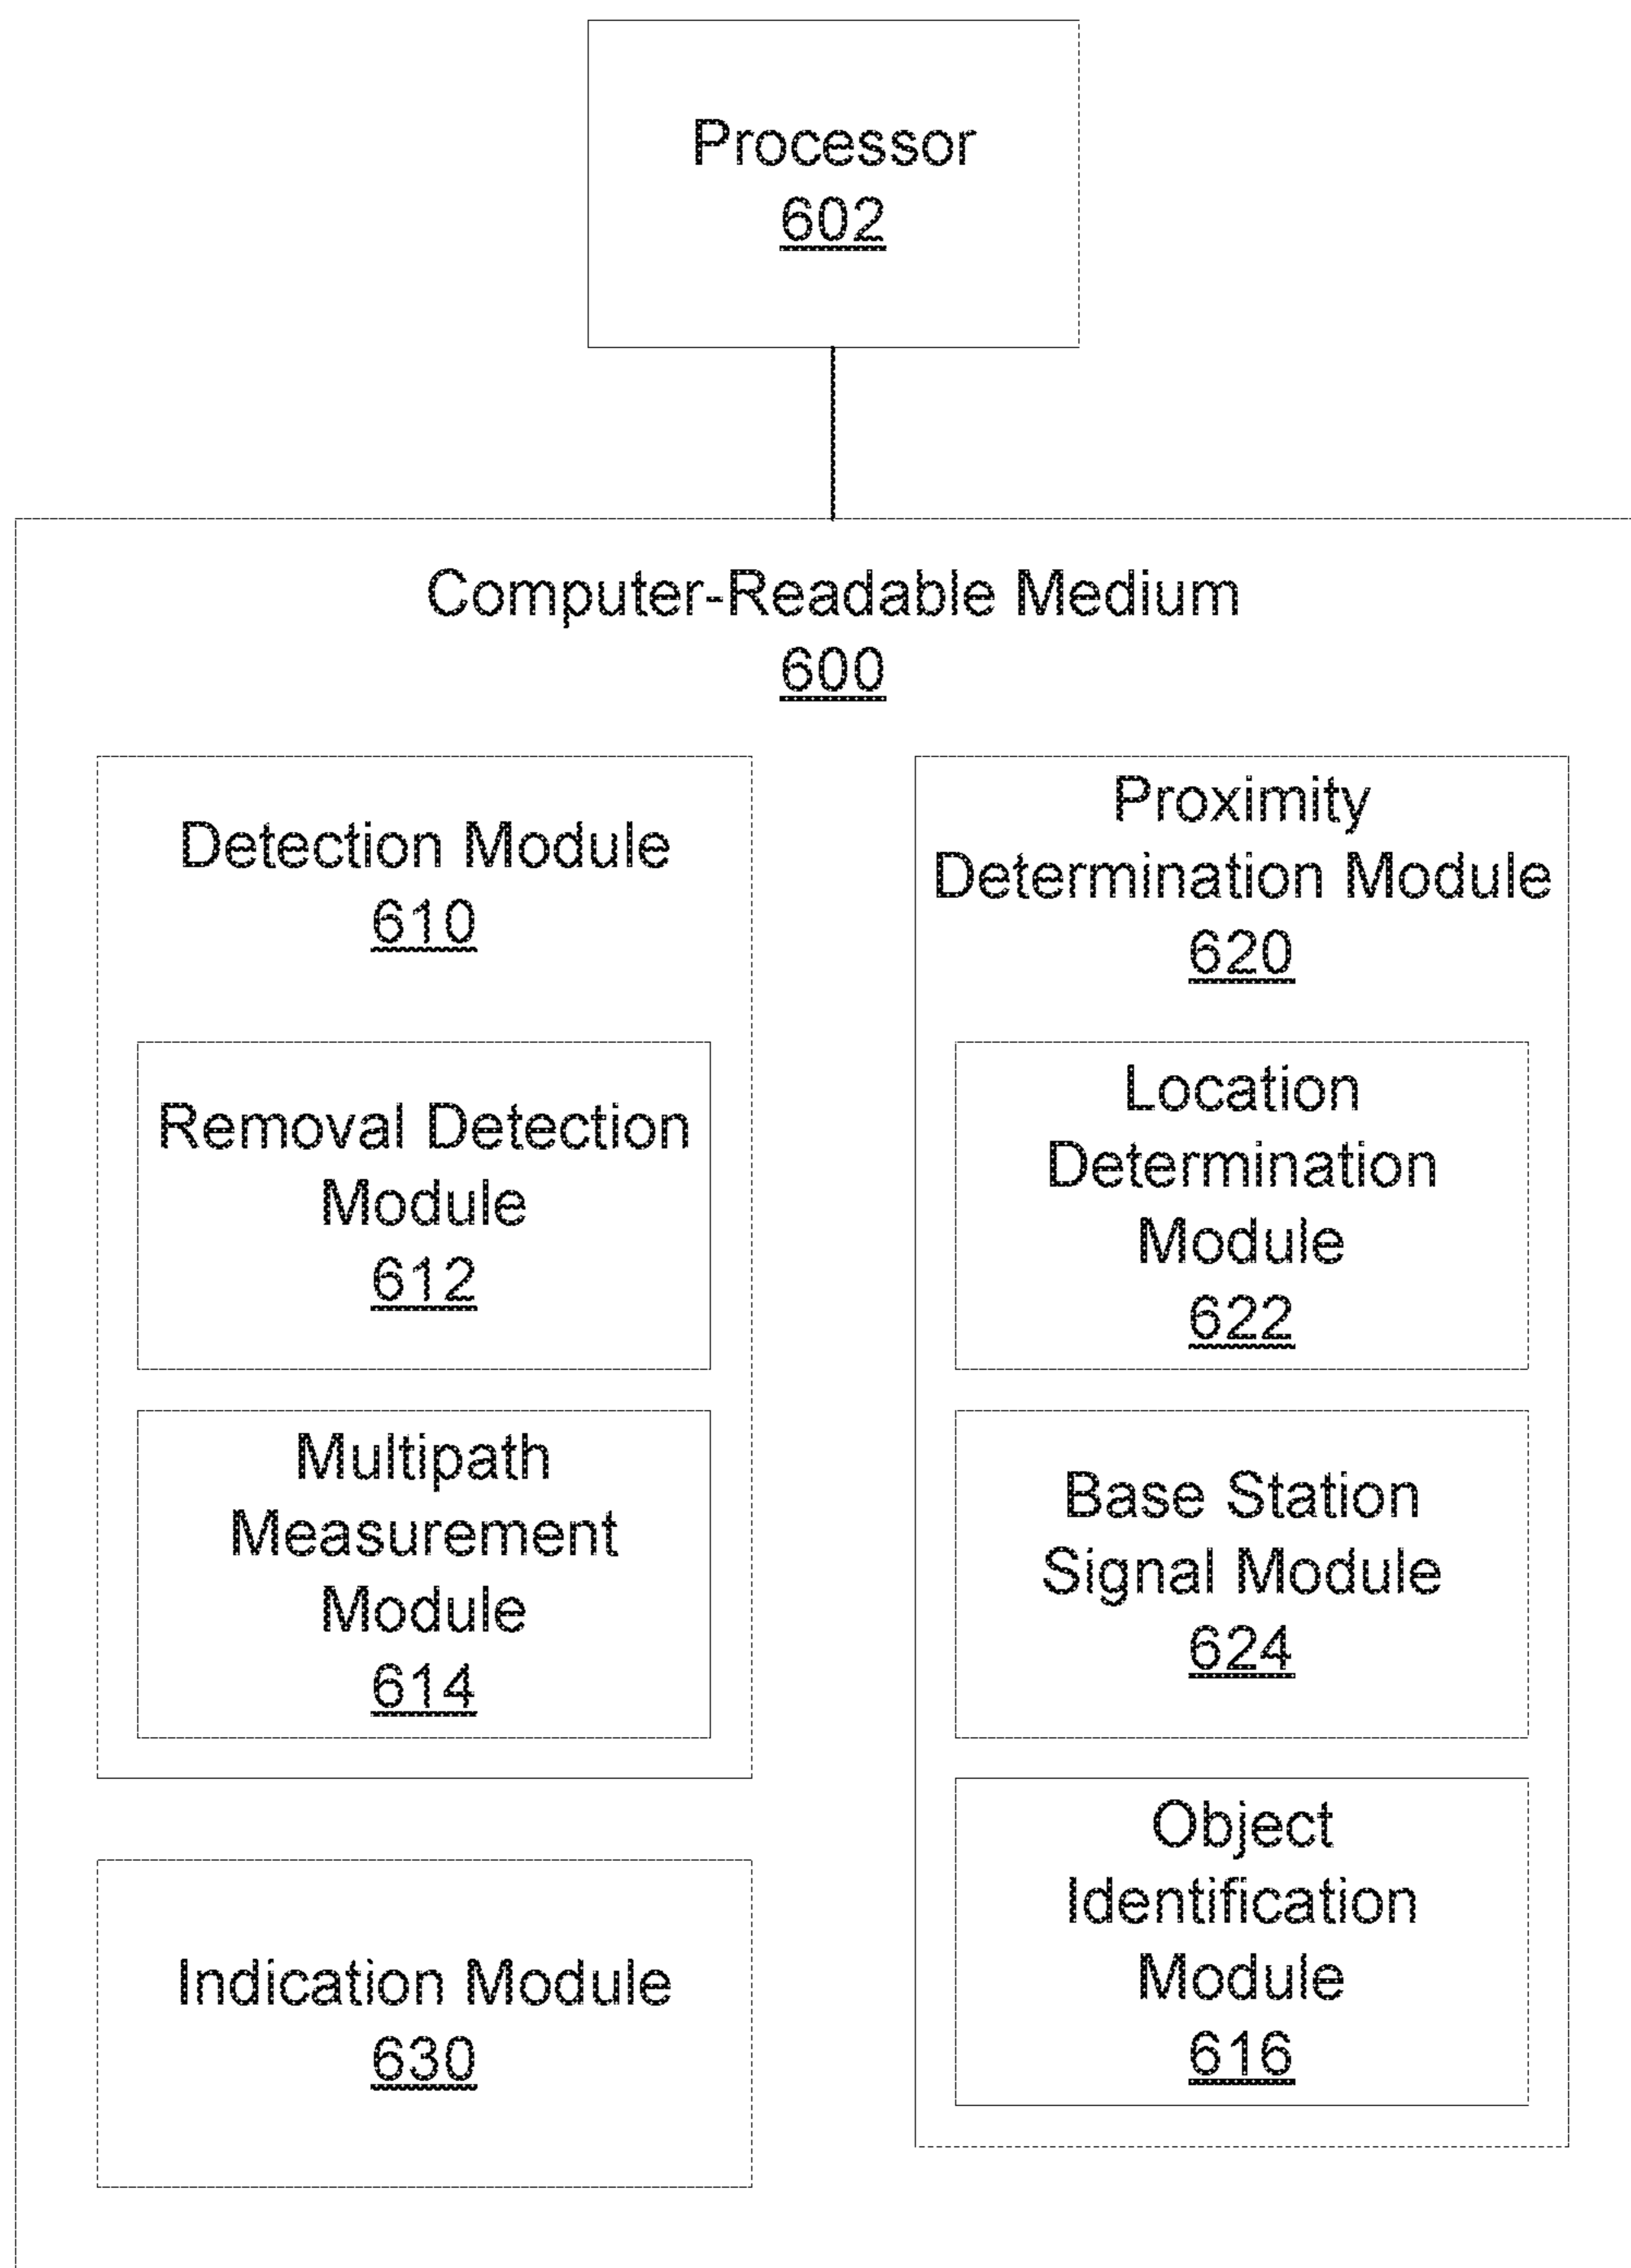 Processor
602
Computer-Readable Medium
600
Detection Module
610
Removal Detection
Module
612
Multipath
Measurement
Module
614
Indication Module
630
Proximity
Determination Module
620
Location
Determination
Module
622
Base Station
Signal Module
624
Object
Identification
Module
616